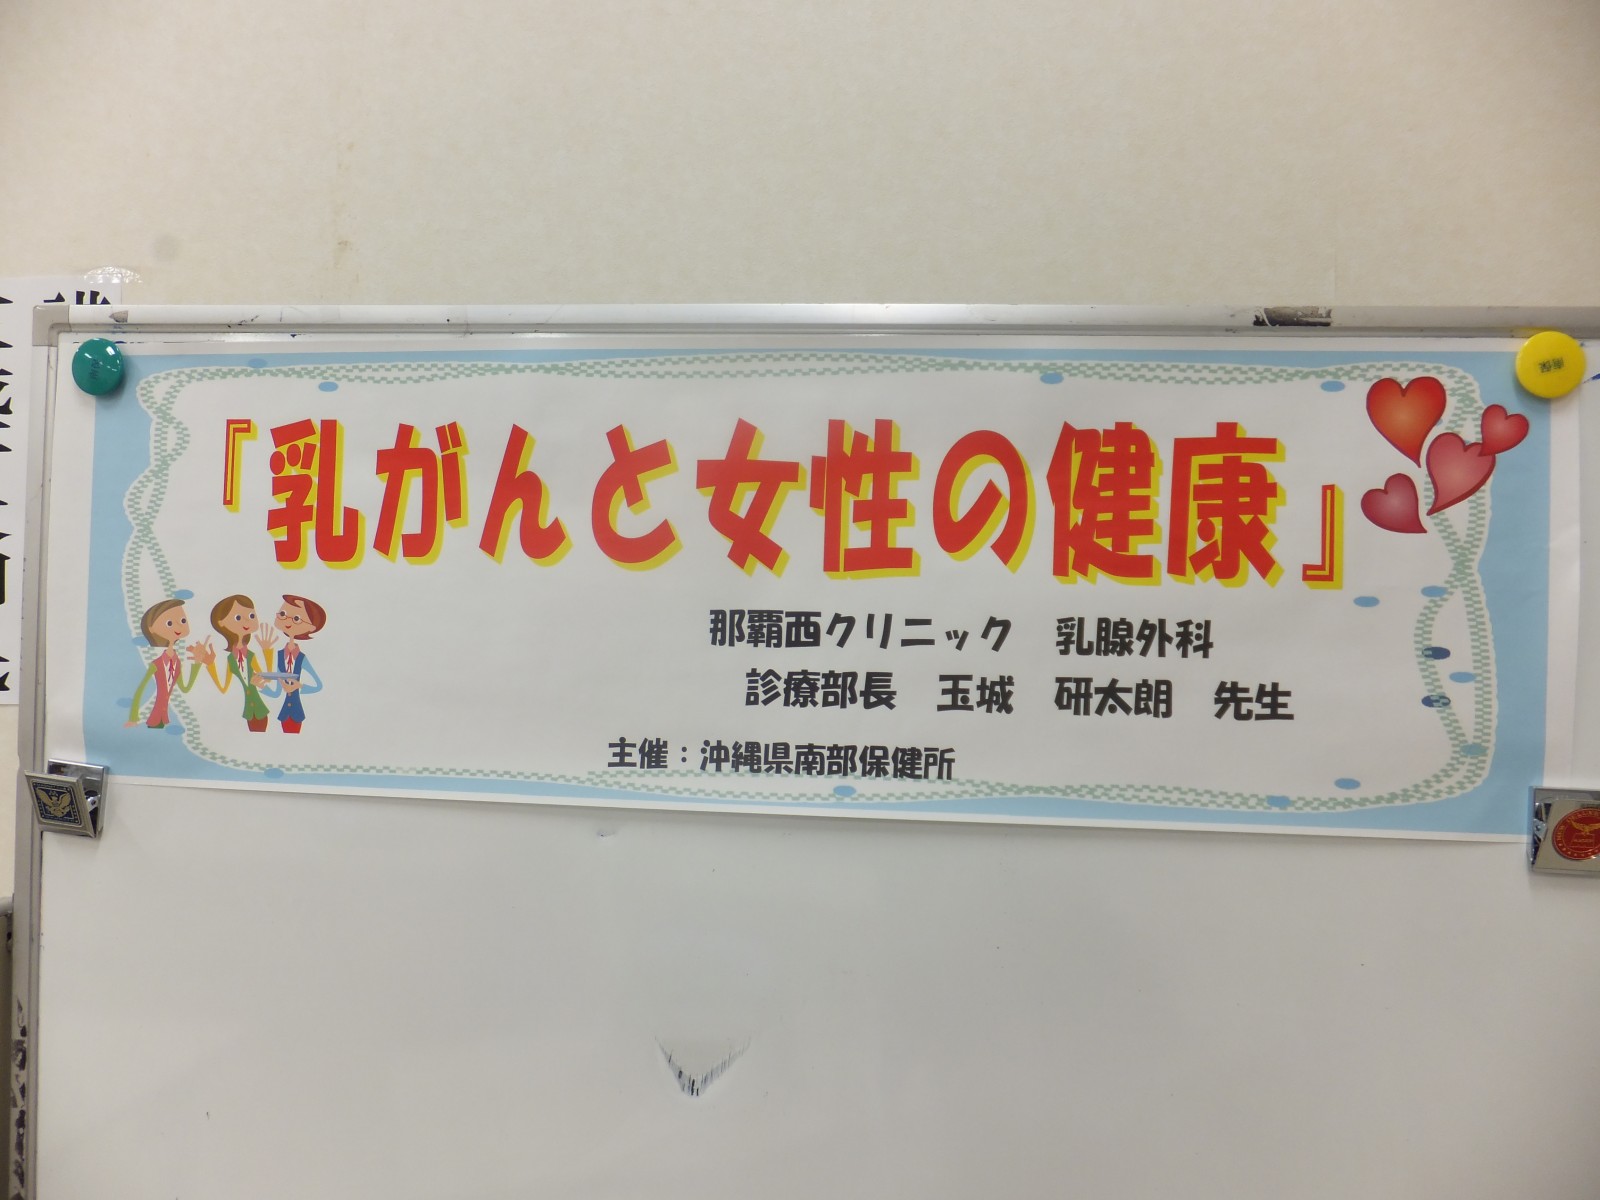 『乳がんと女性の健康』
那覇西クリニック　乳腺外科
診療部長　玉城　研太朗　先生
主催：沖縄県南部保健所